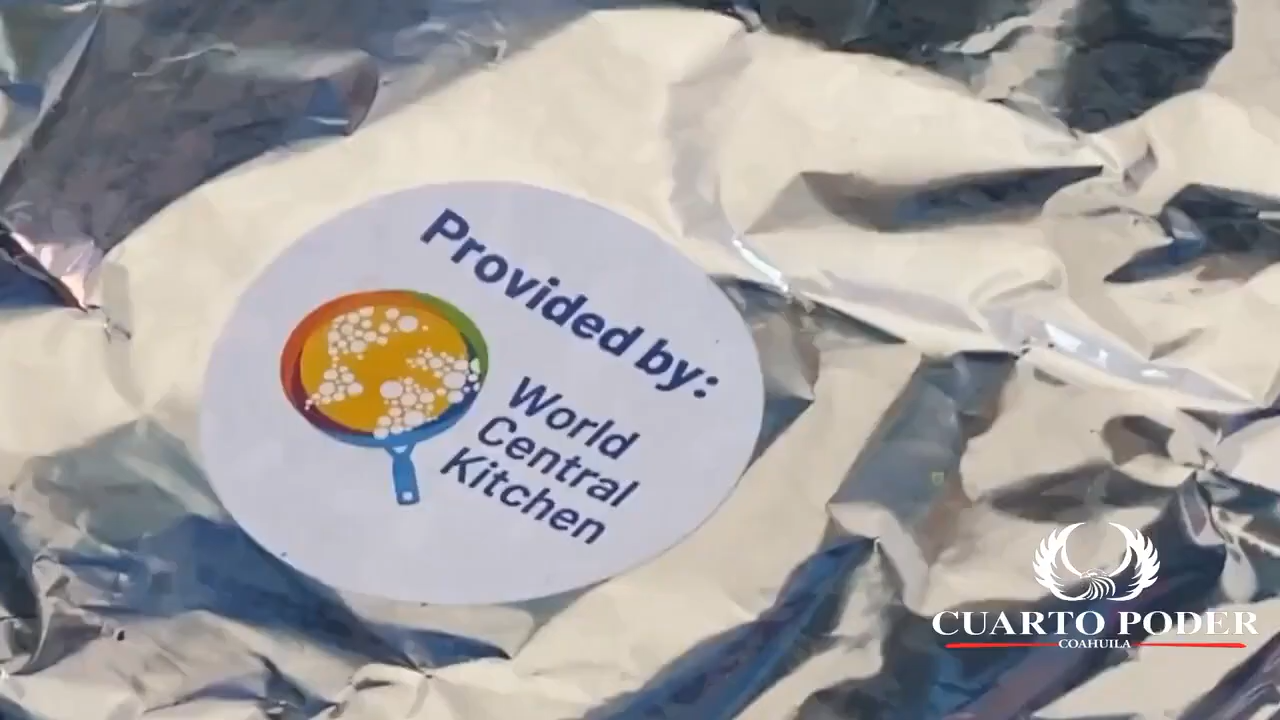 Provided by:
World
Central
Kitchen
CUARTO PODER
COAHUILA